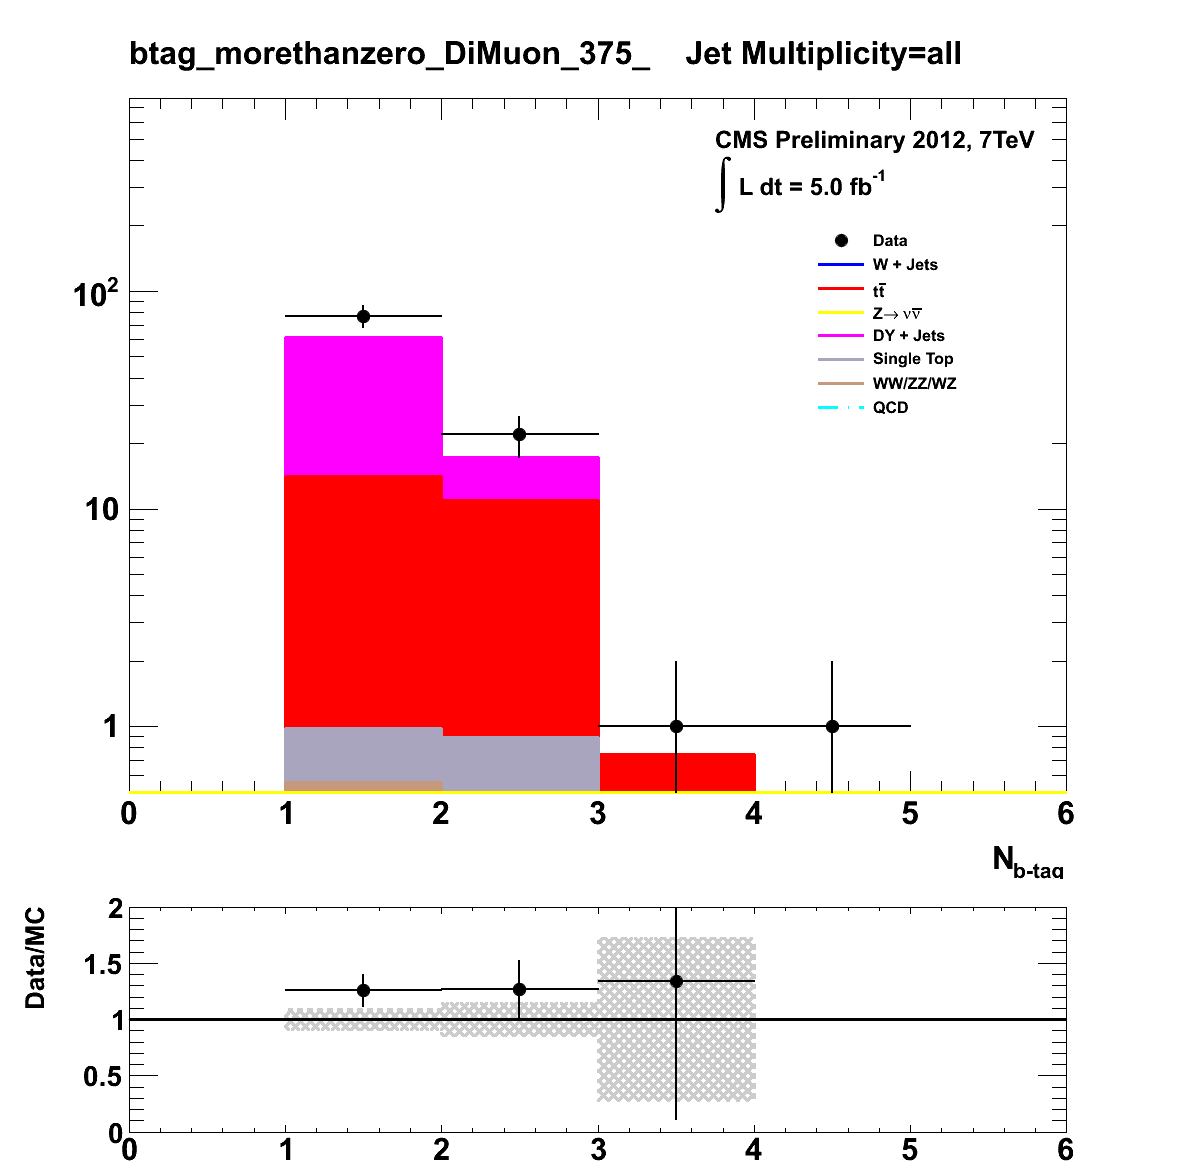 btag_morethanzero_DiMuon_375_ Jet Multiplicity=all
CMS Preliminary 2012, 7TeV
∫ L dt = 5.0 fb⁻¹
Data
W + Jets
tt̅
Z→ νν̅
DY + Jets
Single Top
WW/ZZ/WZ
QCD
10²
10
1
0 1 2 3 4 5 6
N_b-tag
Data/MC
2
1.5
1
0.5
0
0 1 2 3 4 5 6